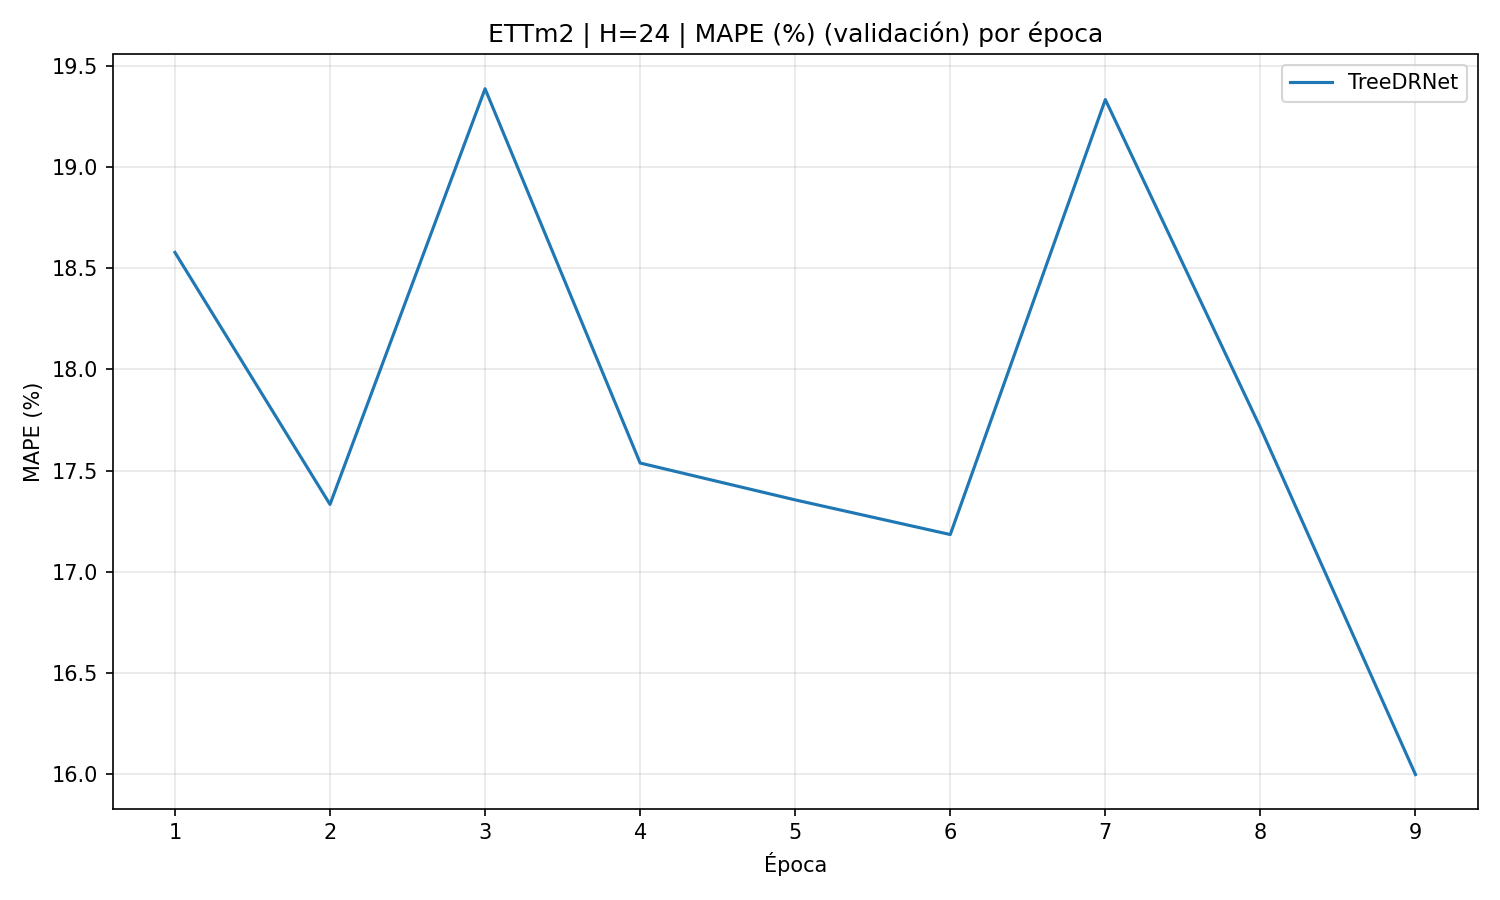 ETTm2 | H=24 | MAPE (%) (validación) por época
TreeDRNet
MAPE (%)
19.5
19.0
18.5
18.0
17.5
17.0
16.5
16.0
1 2 3 4 5 6 7 8 9
Época